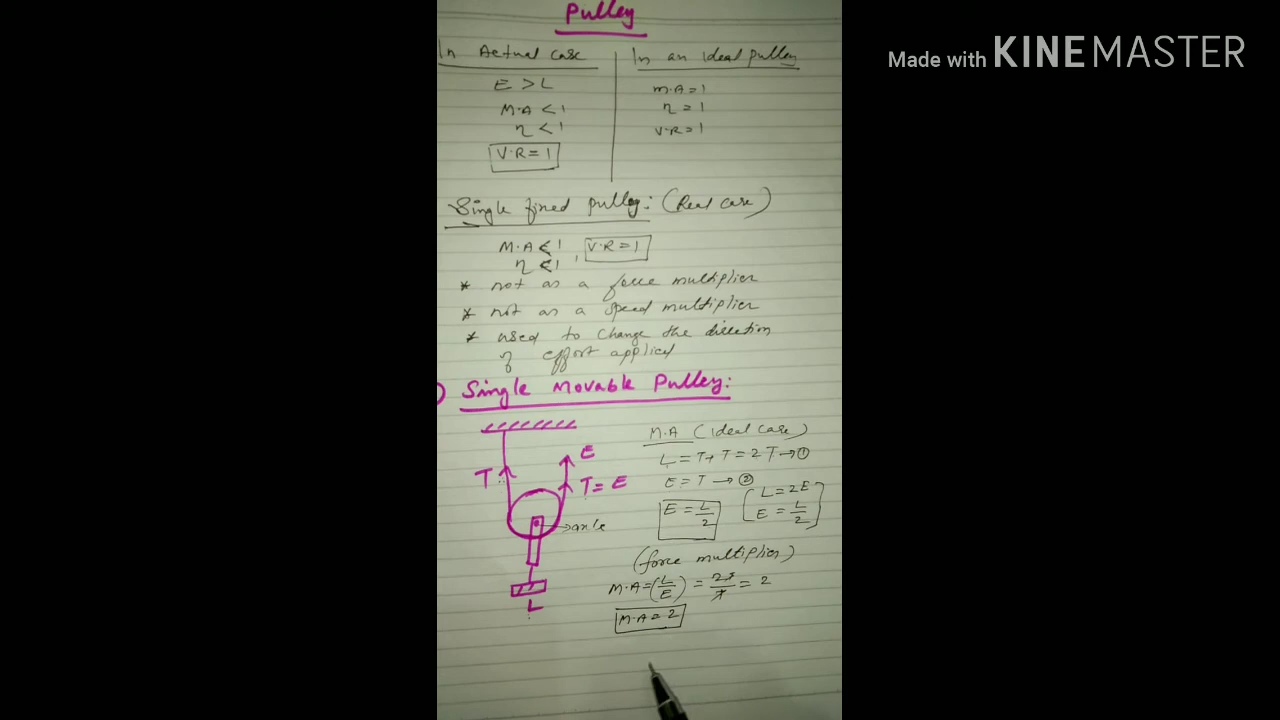 Pulley
In Actual case
E > L
M.A < 1
η < 1
V.R = 1
In an ideal pulley
M.A = 1
η = 1
V.R = 1
Single fixed pulley: (Real case)
M.A < 1 , V.R = 1
η < 1
* not as a force multiplier
* not as a speed multiplier
* used to change the direction
of effort applied
) Single Movable Pulley:
E
T
T = E
axle
L
M.A (ideal case)
L = T + T = 2T → ①
E = T → ②
E = L/2
[L = 2E
E = L/2]
(force multiplier)
M.A = (L/E) = 2T/T = 2
M.A = 2
Made with KINEMASTER